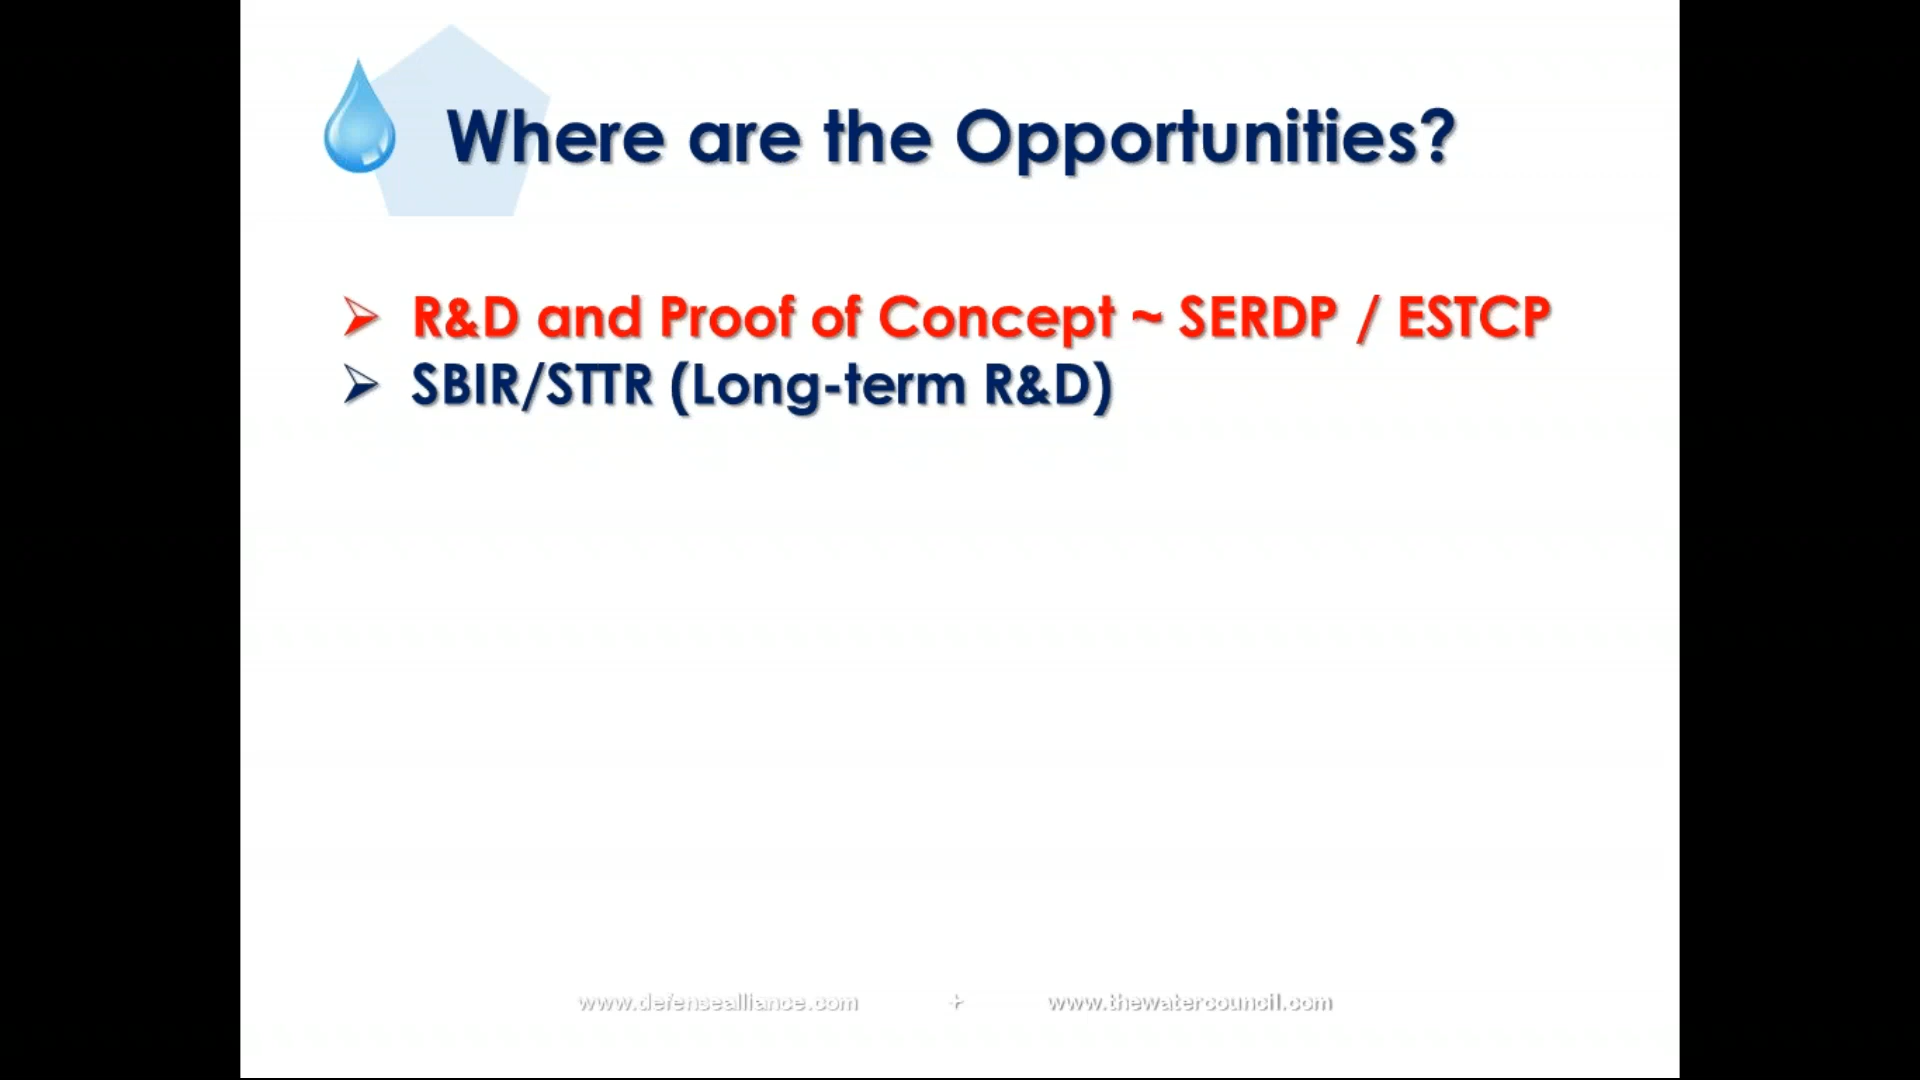 Where are the Opportunities?
R&D and Proof of Concept ~ SERDP / ESTCP
SBIR/STTR (Long-term R&D)
www.defensealliance.com + www.thewatercouncil.com